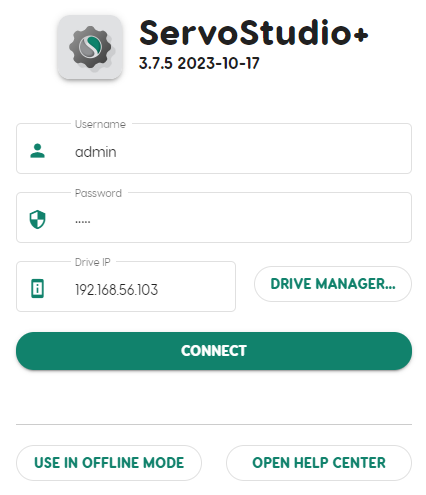 ServoStudio+
3.7.5 2023-10-17
Username
admin
Password
.....
Drive IP
192.168.56.103
DRIVE MANAGER...
CONNECT
USE IN OFFLINE MODE
OPEN HELP CENTER